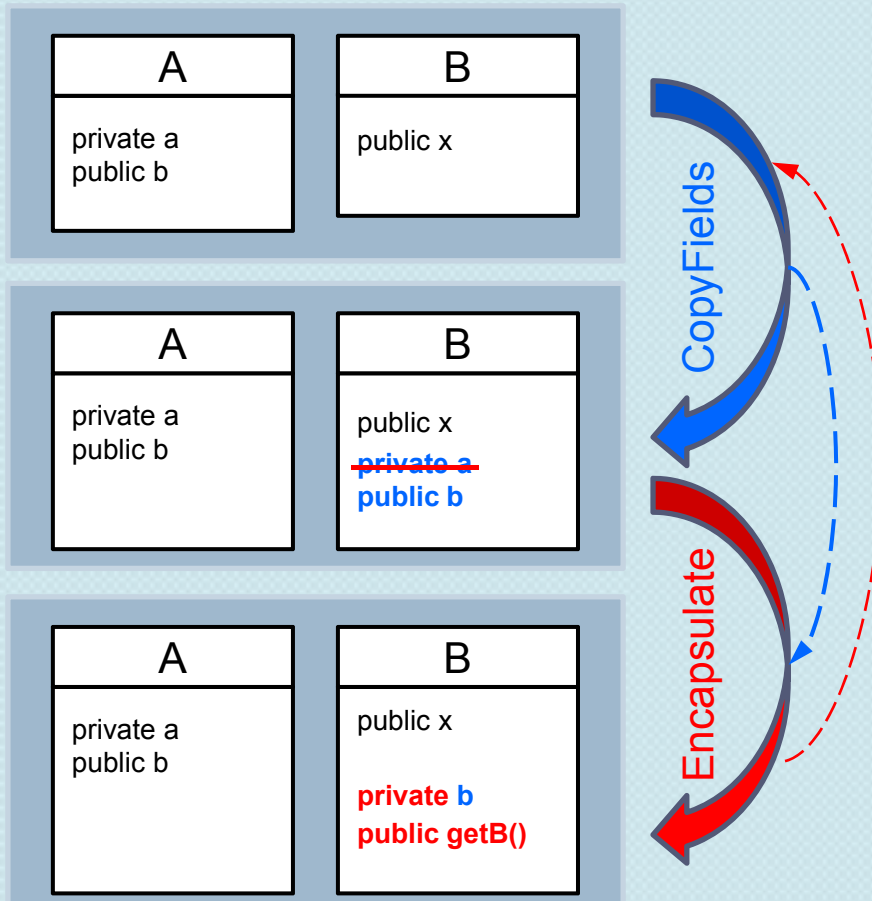 A
private a
public b
B
public x
CopyFields
A
private a
public b
B
public x
private a
public b
Encapsulate
A
private a
public b
B
public x
private b
public getB()